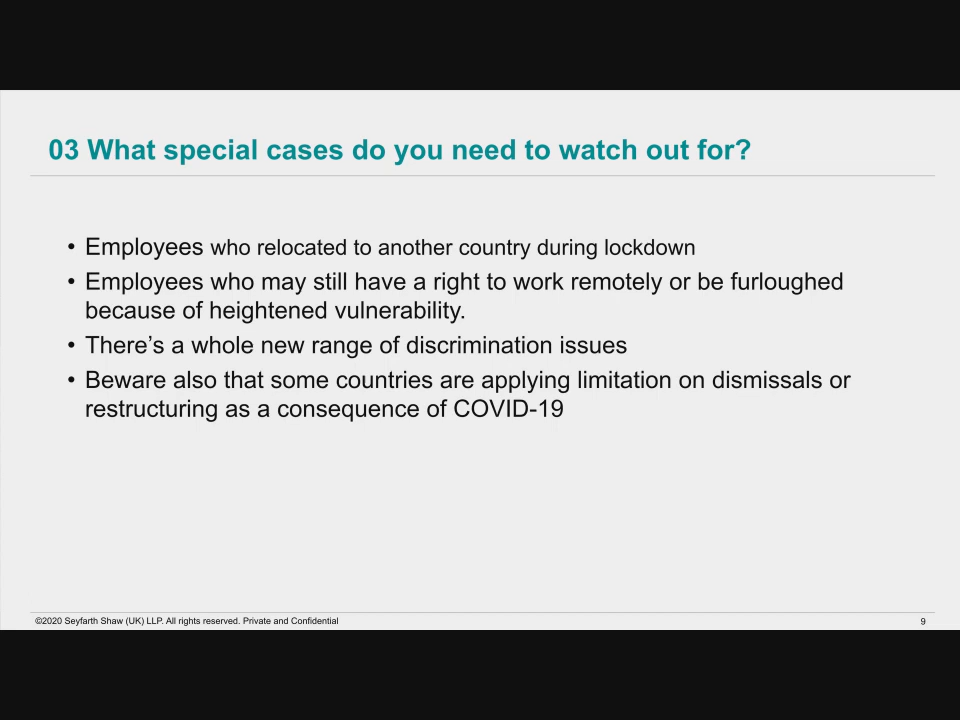 03 What special cases do you need to watch out for?
• Employees who relocated to another country during lockdown
• Employees who may still have a right to work remotely or be furloughed
because of heightened vulnerability.
• There’s a whole new range of discrimination issues
• Beware also that some countries are applying limitation on dismissals or
restructuring as a consequence of COVID-19
©2020 Seyfarth Shaw (UK) LLP. All rights reserved. Private and Confidential
9